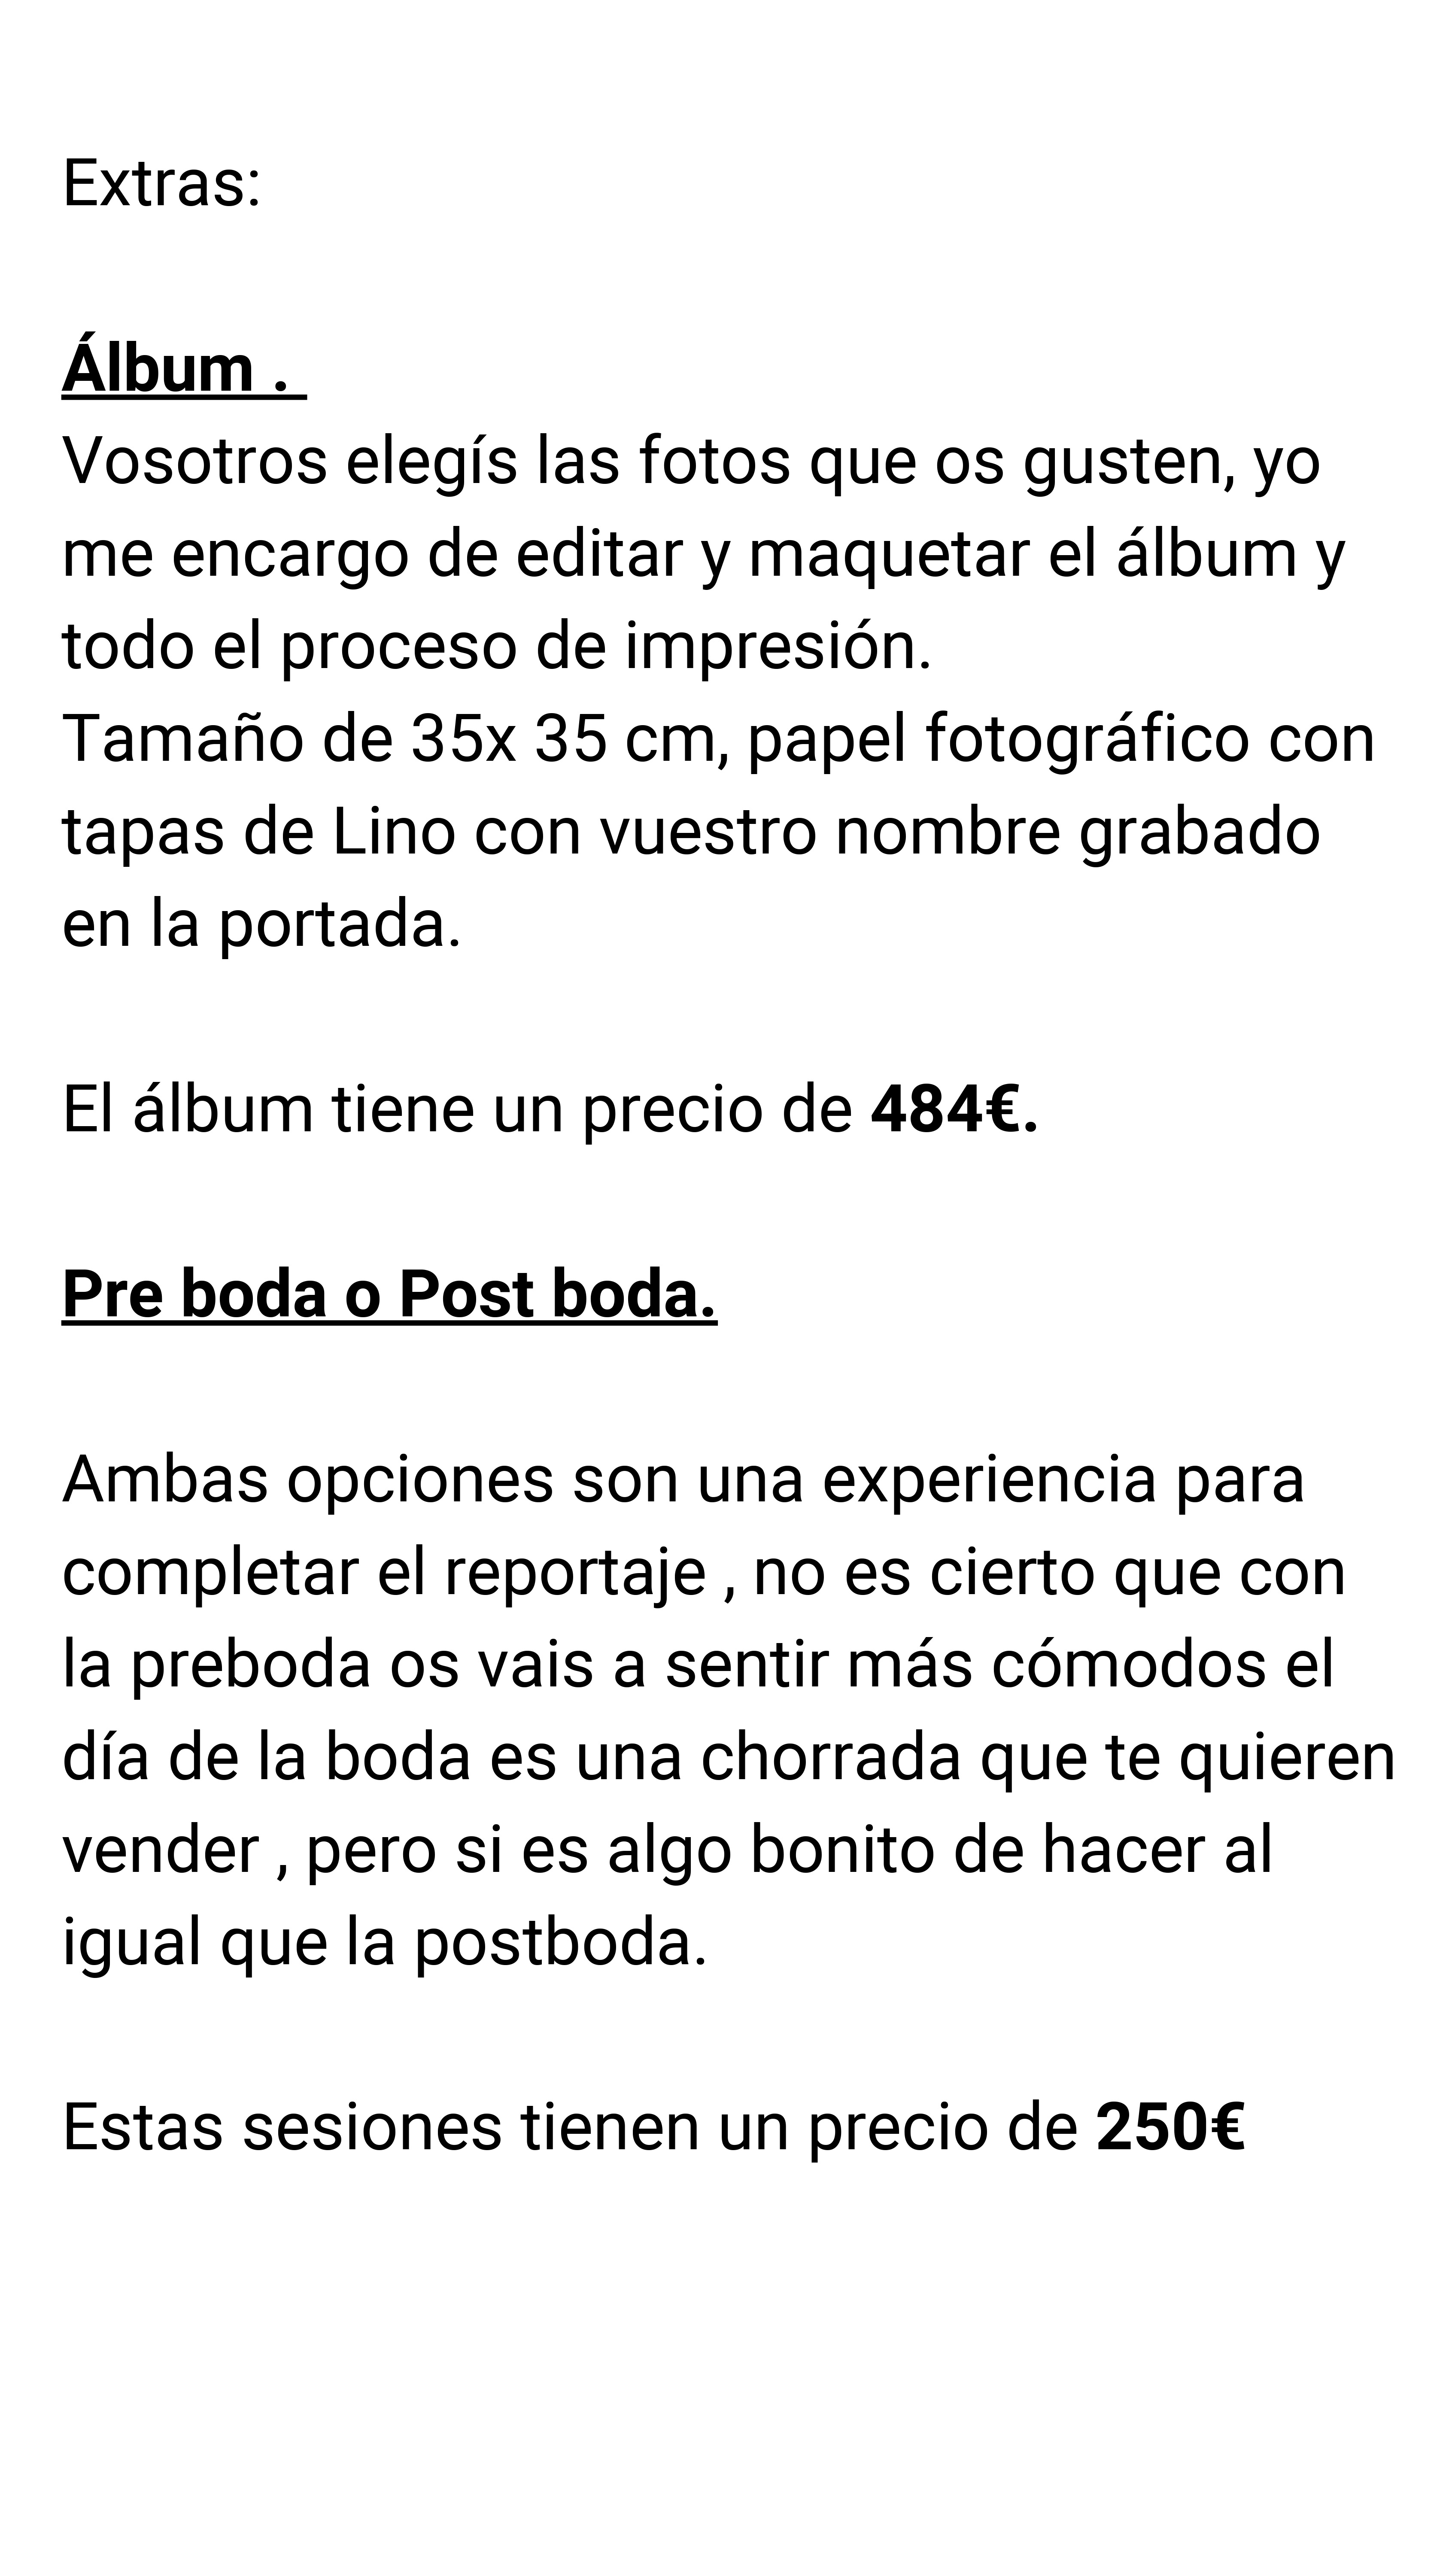 Extras:
Álbum .
Vosotros elegís las fotos que os gusten, yo
me encargo de editar y maquetar el álbum y
todo el proceso de impresión.
Tamaño de 35x 35 cm, papel fotográfico con
tapas de Lino con vuestro nombre grabado
en la portada.
El álbum tiene un precio de 484€.
Pre boda o Post boda.
Ambas opciones son una experiencia para
completar el reportaje , no es cierto que con
la preboda os vais a sentir más cómodos el
día de la boda es una chorrada que te quieren
vender , pero si es algo bonito de hacer al
igual que la postboda.
Estas sesiones tienen un precio de 250€